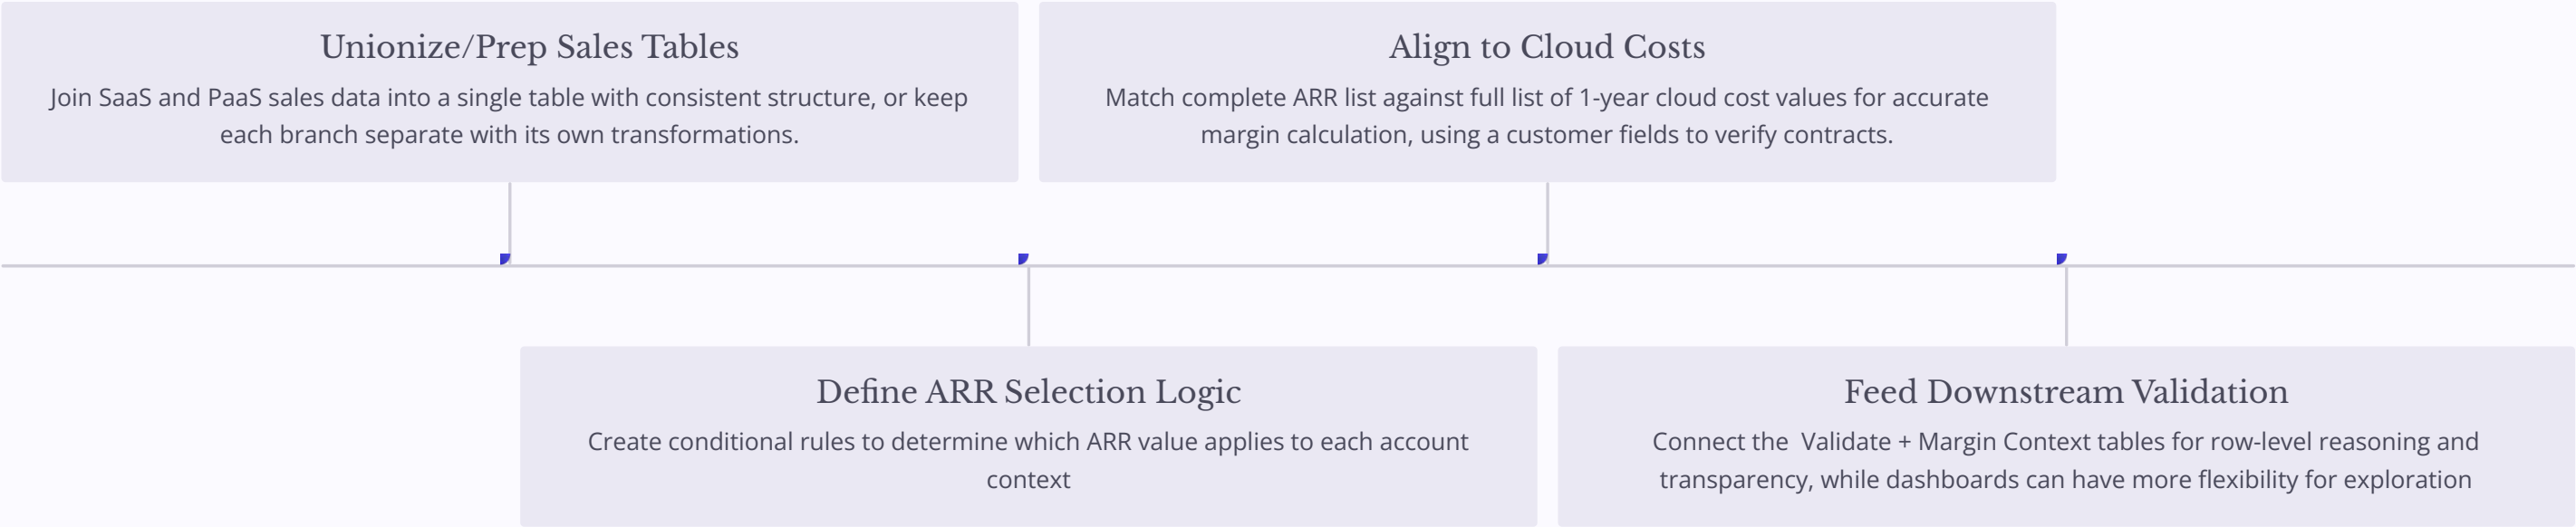 Unionize/Prep Sales Tables
Join SaaS and PaaS sales data into a single table with consistent structure, or keep
each branch separate with its own transformations.
Align to Cloud Costs
Match complete ARR list against full list of 1-year cloud cost values for accurate
margin calculation, using a customer fields to verify contracts.
Define ARR Selection Logic
Create conditional rules to determine which ARR value applies to each account
context
Feed Downstream Validation
Connect the  Validate + Margin Context tables for row-level reasoning and
transparency, while dashboards can have more flexibility for exploration